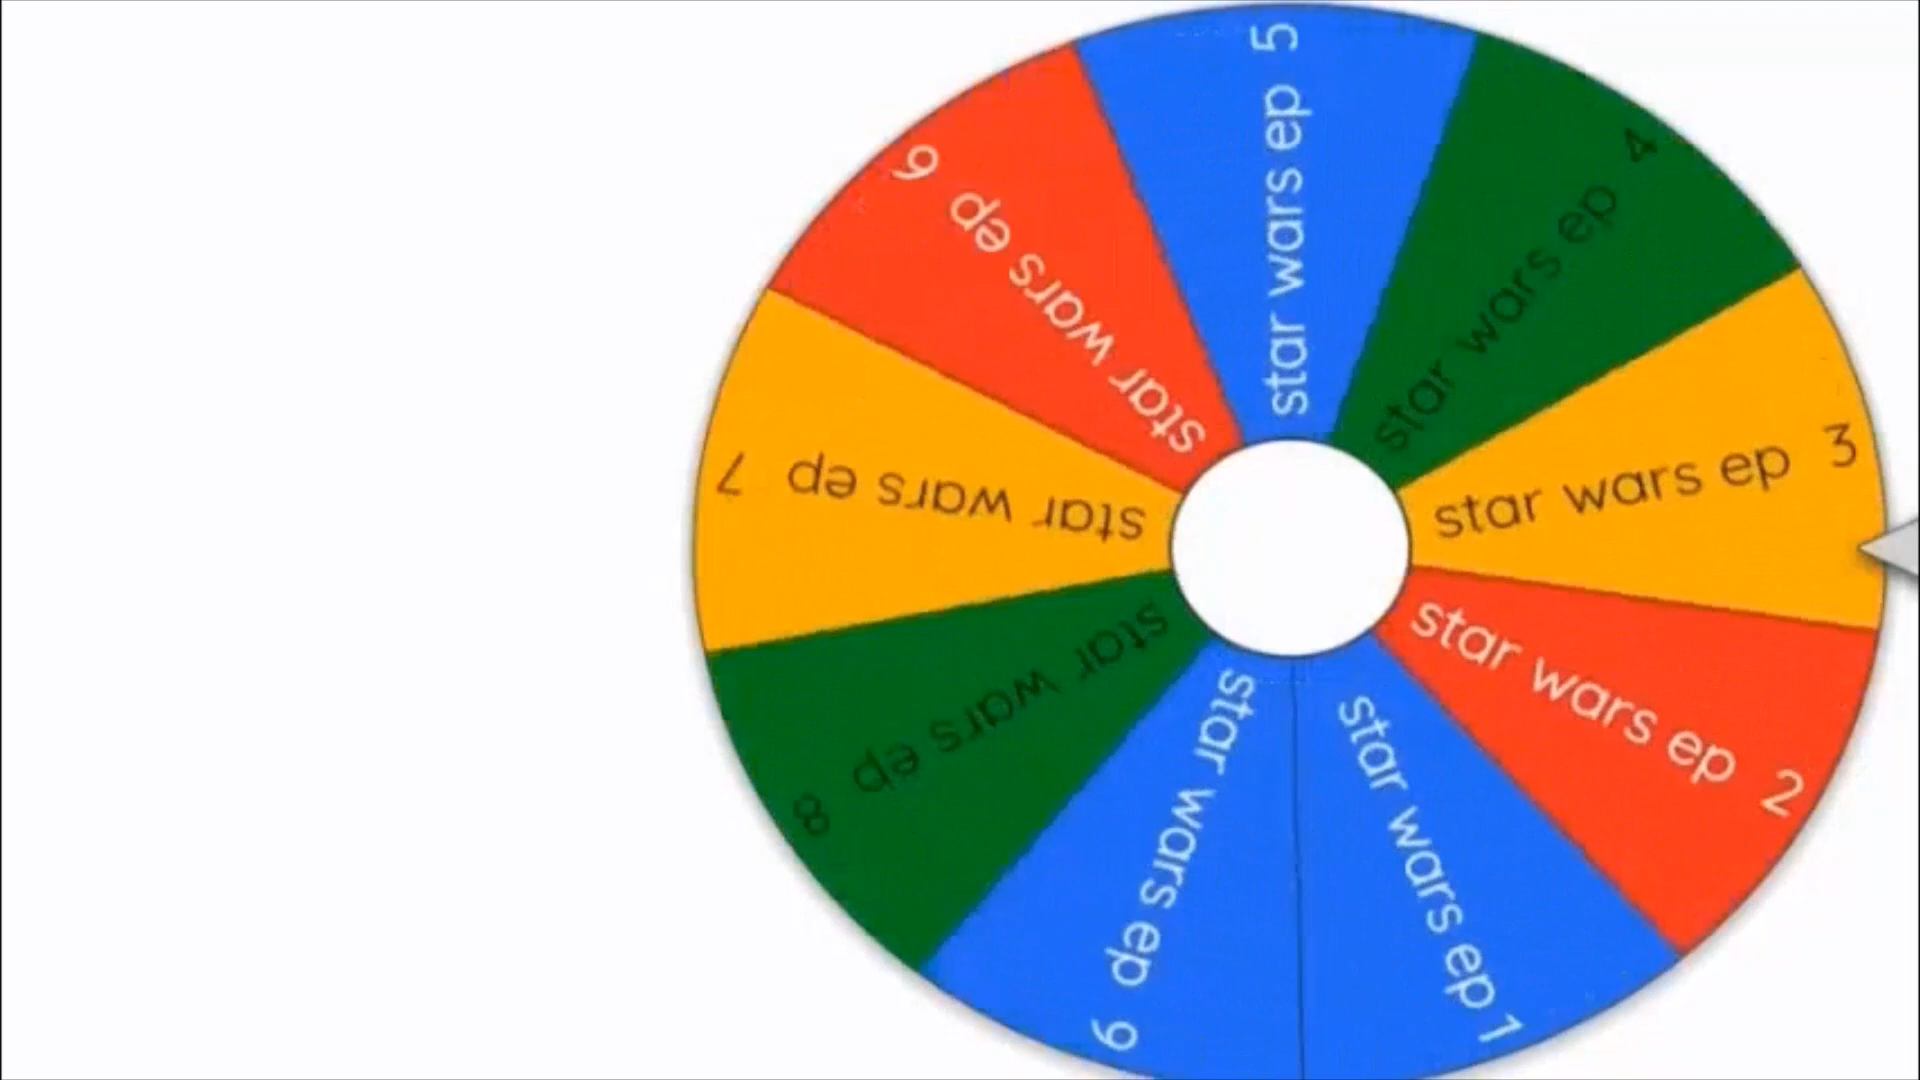 star wars ep 1
star wars ep 2
star wars ep 3
star wars ep 4
star wars ep 5
star wars ep 6
star wars ep 7
star wars ep 8
star wars ep 9